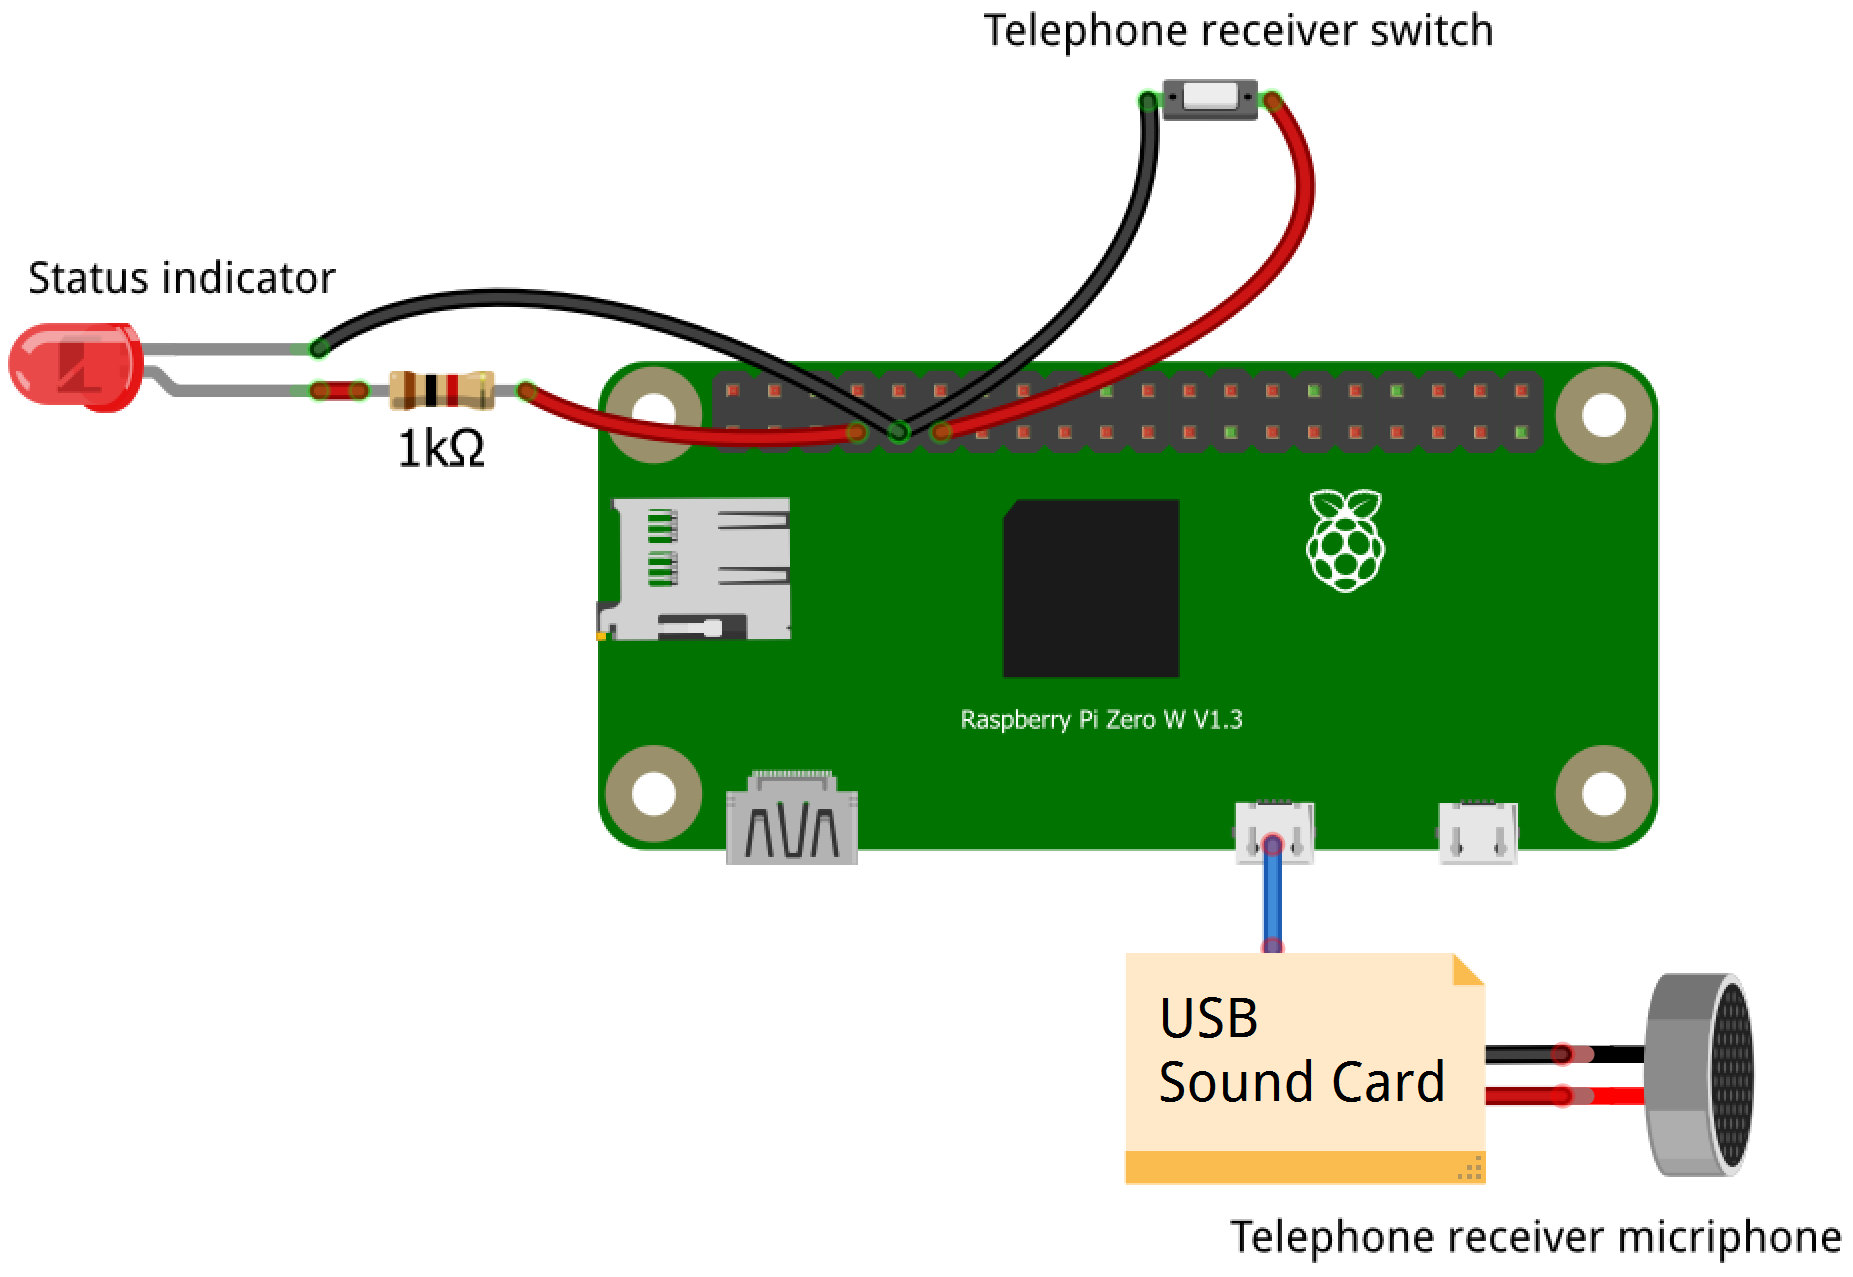 Telephone receiver switch
Status indicator
1kΩ
Raspberry Pi Zero W V1.3
USB
Sound Card
Telephone receiver micriphone